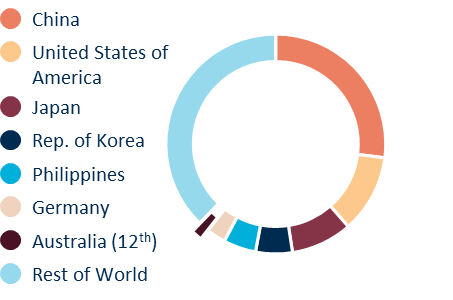 China
United States of
America
Japan
Rep. of Korea
Philippines
Germany
Australia (12th)
Rest of World